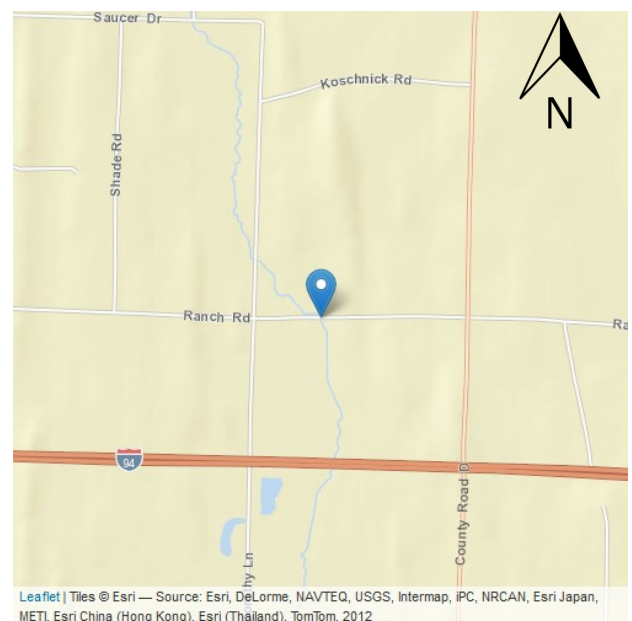 Saucer Dr
Koschnick Rd
N
Shade Rd
Ranch Rd
94
County Road D
Leaflet | Tiles © Esri — Source: Esri, DeLorme, NAVTEQ, USGS, Intermap, iPC, NRCAN, Esri Japan,
METI, Esri China (Hong Kong), Esri (Thailand), TomTom, 2012